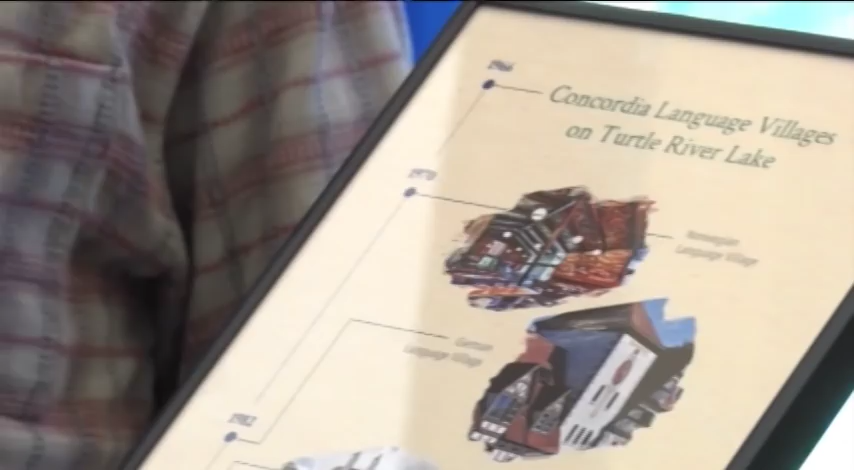 1966
Concordia Language Villages
on Turtle River Lake
1970
Norwegian
Language Village
German
Language Village
1982